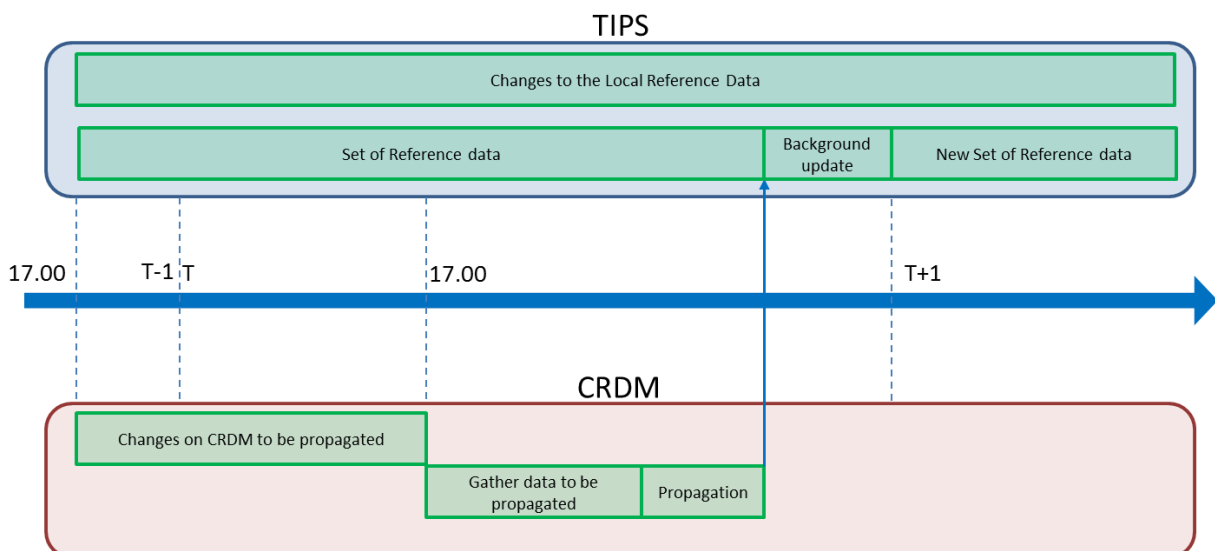 TIPS
Changes to the Local Reference Data
Set of Reference data
Background
update
New Set of Reference data
17.00
T-1
T
17.00
T+1
CRDM
Changes on CRDM to be propagated
Gather data to be
propagated
Propagation